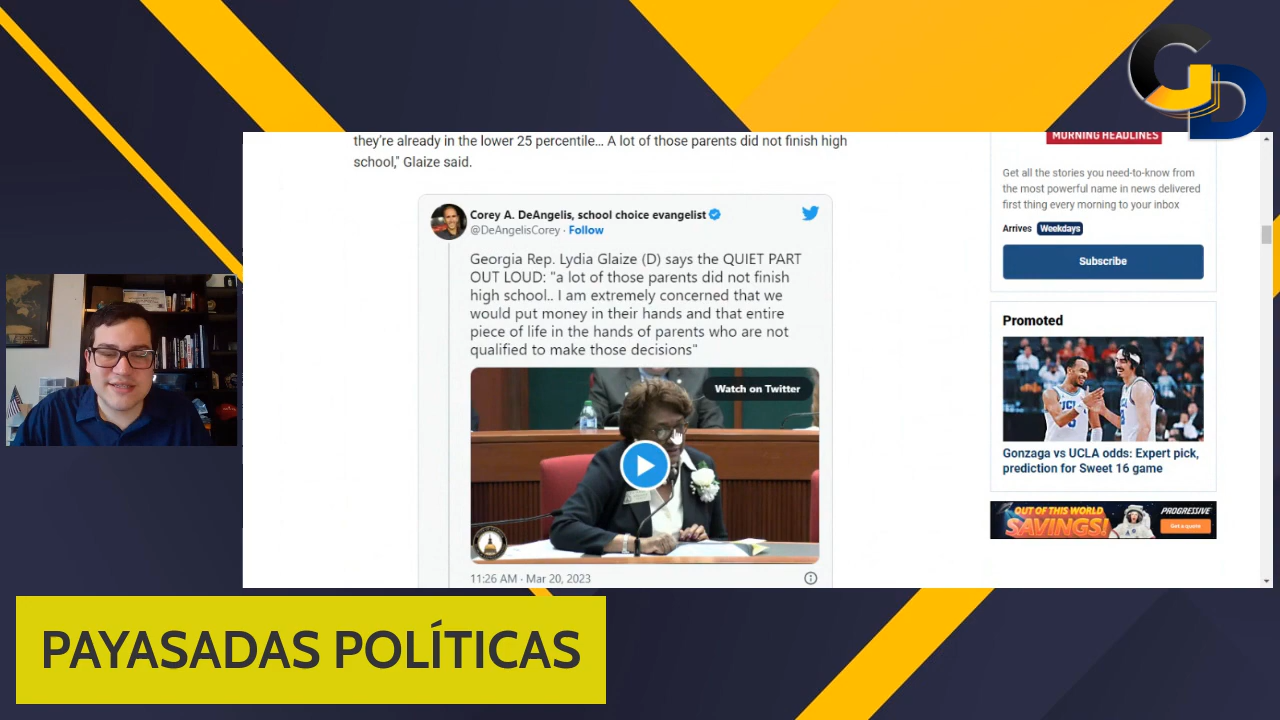 GD
they're already in the lower 25 percentile... A lot of those parents did not finish high
school," Glaize said.
Corey A. DeAngelis, school choice evangelist
@DeAngelisCorey · Follow
Georgia Rep. Lydia Glaize (D) says the QUIET PART
OUT LOUD: "a lot of those parents did not finish
high school.. I am extremely concerned that we
would put money in their hands and that entire
piece of life in the hands of parents who are not
qualified to make those decisions"
Watch on Twitter
11:26 AM · Mar 20, 2023
MORNING HEADLINES
Get all the stories you need-to-know from
the most powerful name in news delivered
first thing every morning to your inbox
Arrives Weekdays
Subscribe
Promoted
Gonzaga vs UCLA odds: Expert pick,
prediction for Sweet 16 game
OUT OF THIS WORLD
SAVINGS!
PROGRESSIVE
Get a quote
PAYASADAS POLÍTICAS